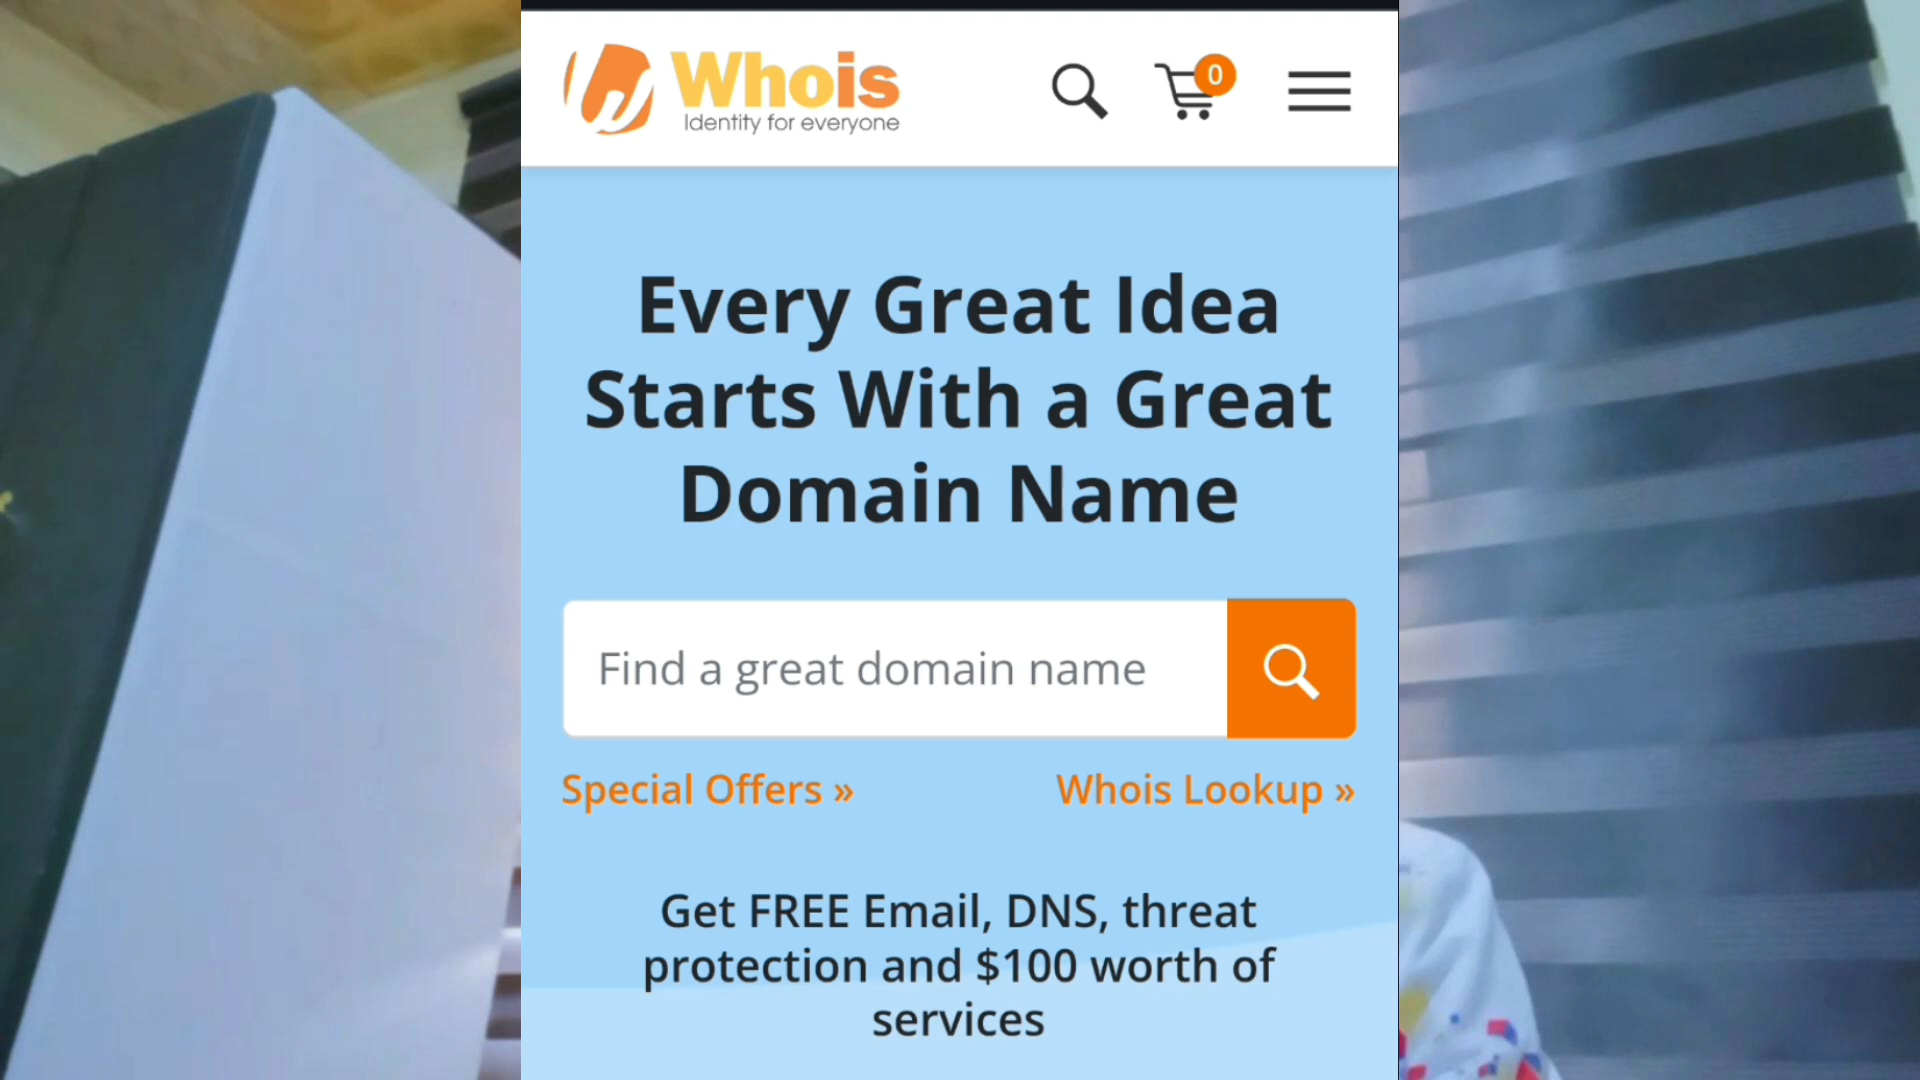 Whois
Identity for everyone
0
Every Great Idea
Starts With a Great
Domain Name
Find a great domain name
Special Offers »
Whois Lookup »
Get FREE Email, DNS, threat
protection and $100 worth of
services